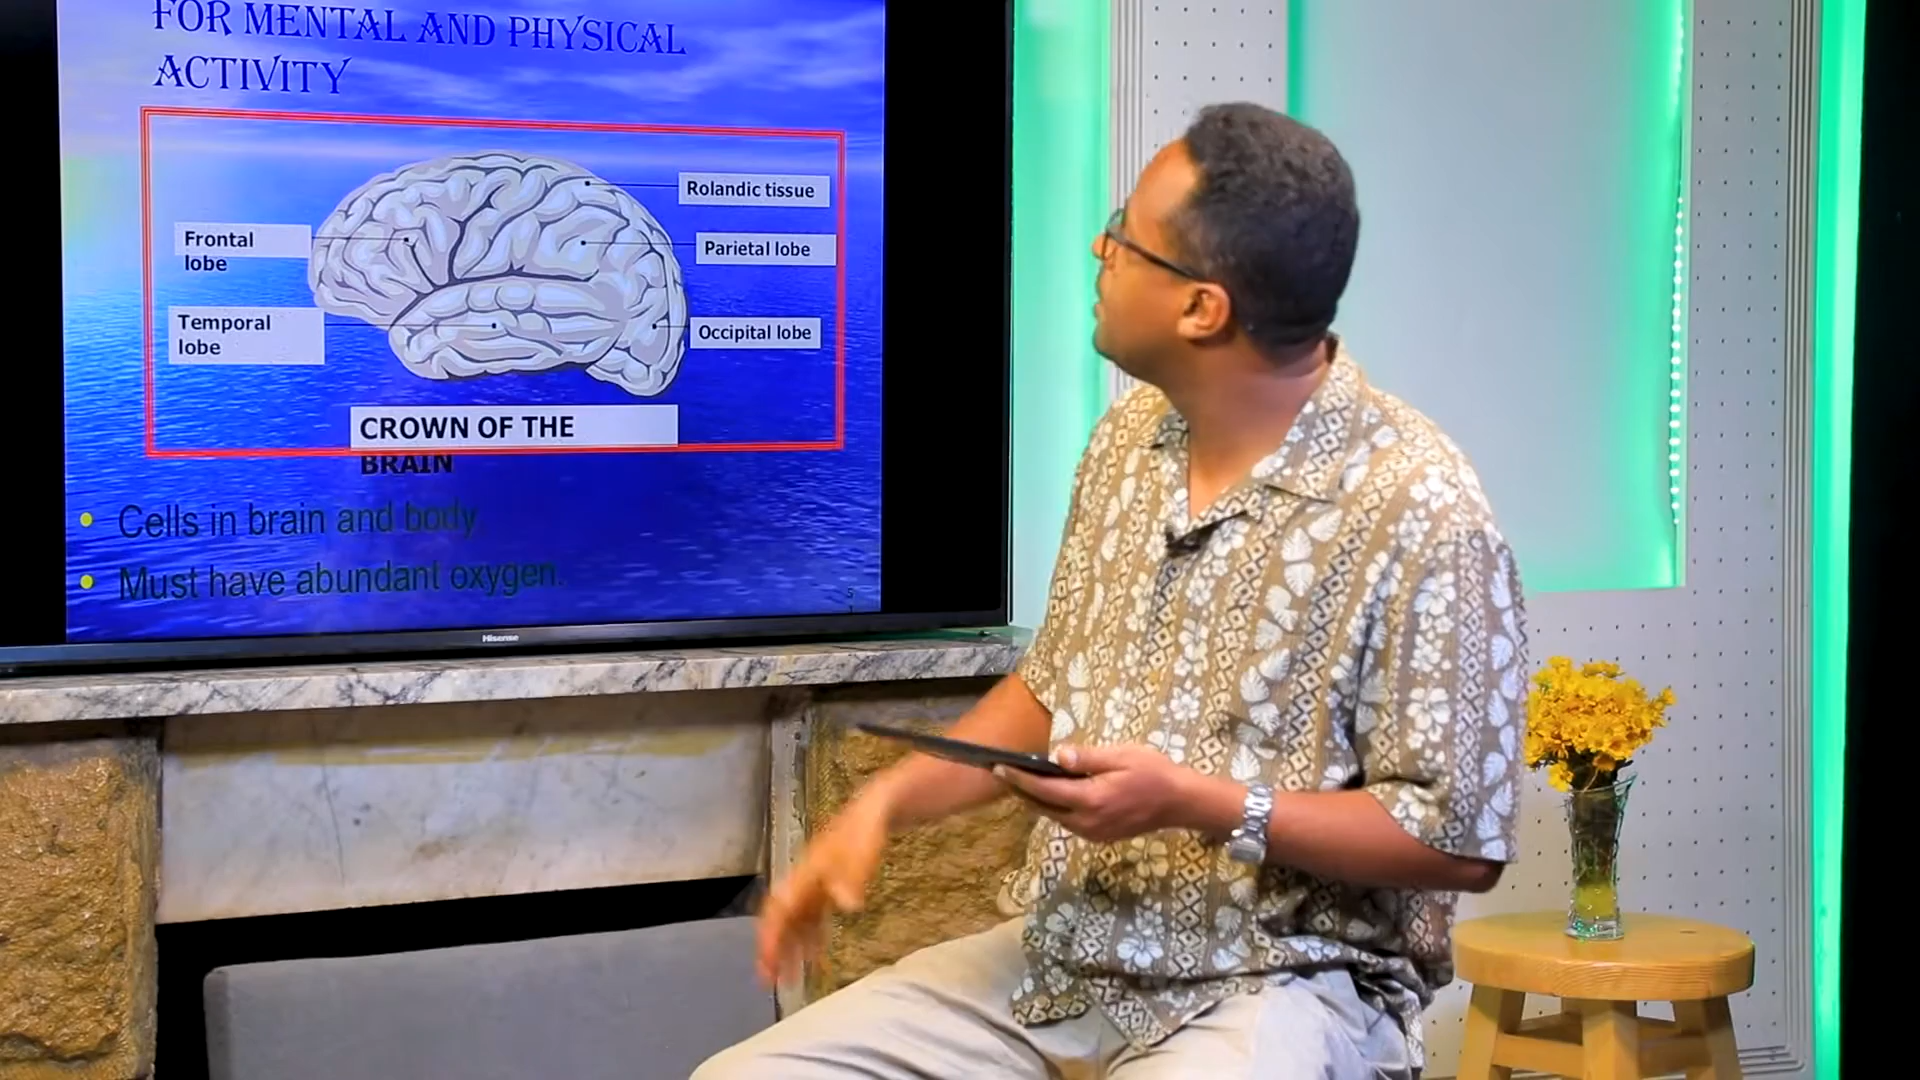 FOR MENTAL AND PHYSICAL
ACTIVITY
Rolandic tissue
Frontal
lobe
Parietal lobe
Temporal
lobe
Occipital lobe
CROWN OF THE
BRAIN
Cells in brain and body
Must have abundant oxygen.
Hisense